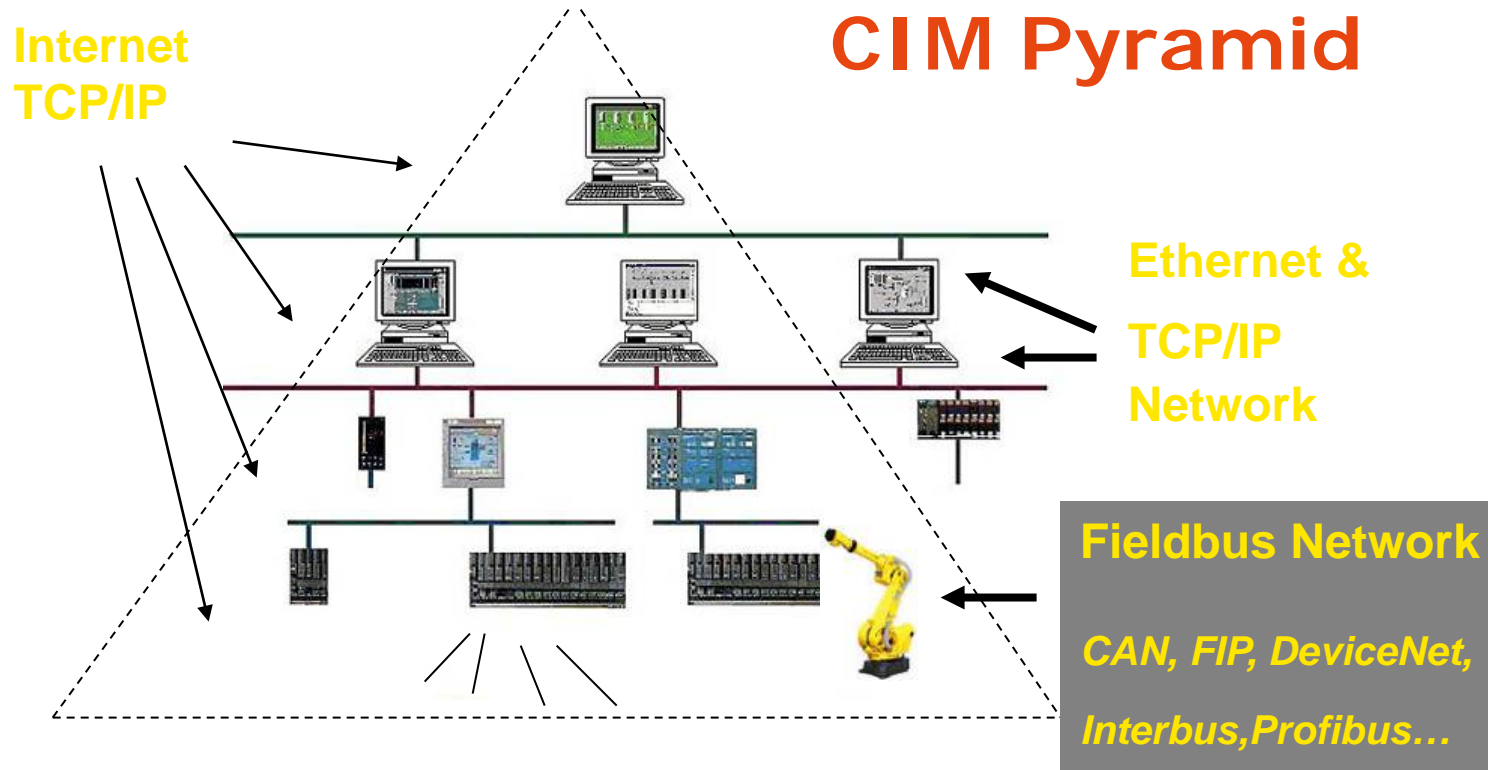 CIM Pyramid
Internet
TCP/IP
Ethernet &
TCP/IP
Network
Fieldbus Network
CAN, FIP, DeviceNet,
Interbus,Profibus…